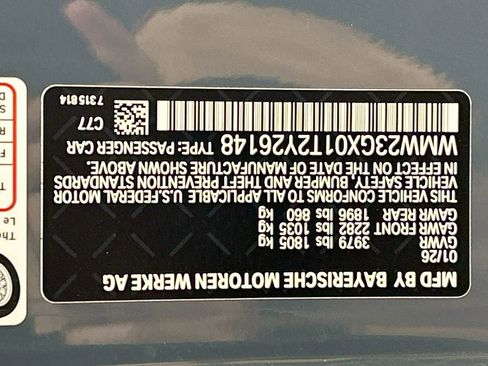 MFD BY BAYERISCHE MOTOREN WERKE AG
01/26
GVWR 3979 lbs 1805 kg
GAWR FRONT 2282 lbs 1035 kg
GAWR REAR 1896 lbs 860 kg
THIS VEHICLE CONFORMS TO ALL APPLICABLE U.S. FEDERAL MOTOR
VEHICLE SAFETY, BUMPER AND THEFT PREVENTION STANDARDS
IN EFFECT ON THE DATE OF MANUFACTURE SHOWN ABOVE.
WMW23GX01T2Y26148 TYPE: PASSENGER CAR
C77
7315814
The
Le